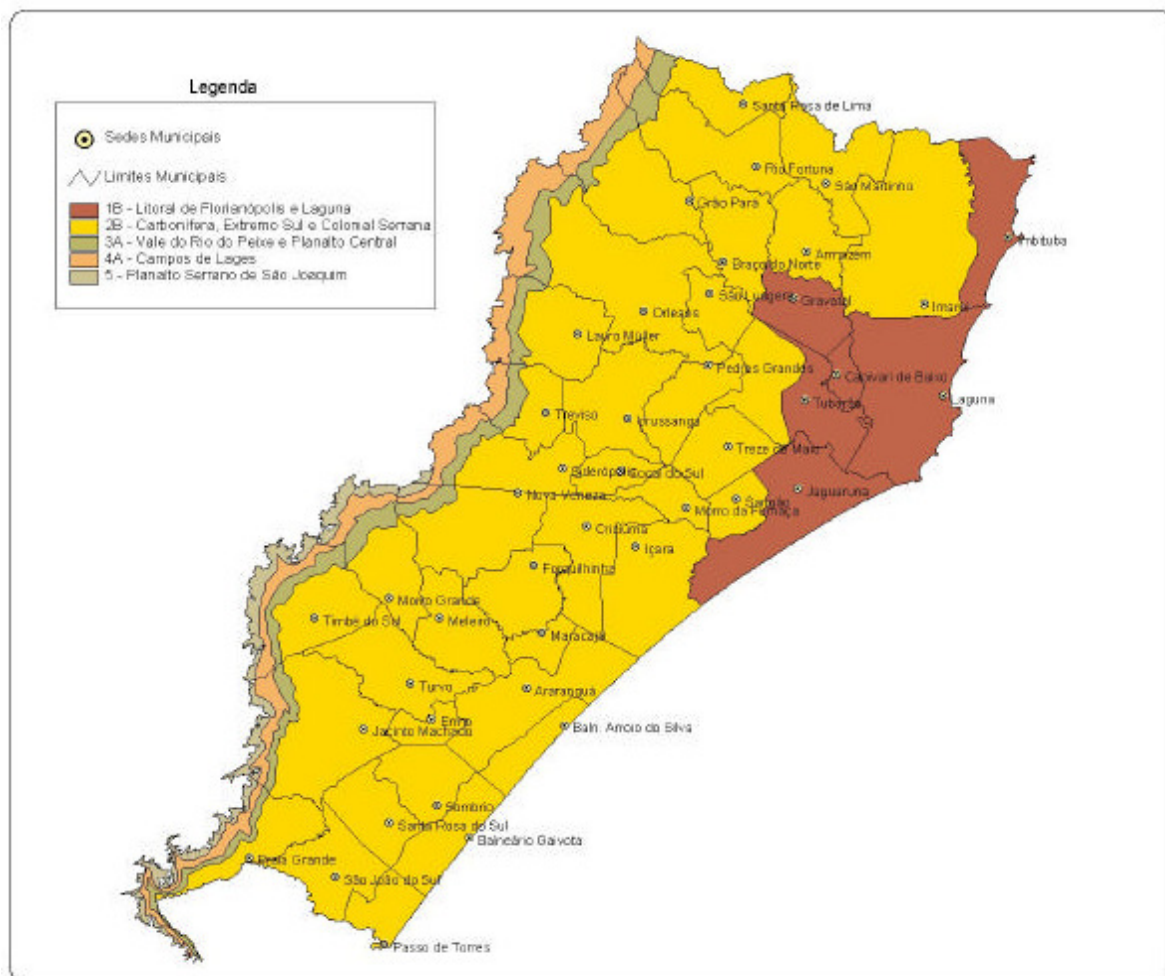 Legenda
Sedes Municipais
Limites Municipais
1B - Litoral de Florianópolis e Laguna
2B - Carbonífera, Extremo Sul e Colonial Serrana
3A - Vale do Rio do Peixe e Planalto Central
4A - Campos de Lages
5 - Planalto Serrano de São Joaquim
Santa Rosa de Lima
Rio Fortuna
São Martinho
Grão Pará
Imbituba
Armazém
Braço do Norte
São Ludgero
Gravatal
Imaruí
Orleans
Lauro Müller
Pedras Grandes
Capivari de Baixo
Laguna
Tubarão
Treviso
Urussanga
Treze de Maio
Siderópolis
Cocal do Sul
Nova Veneza
Jaguaruna
Sangão
Morro da Fumaça
Criciúma
Içara
Forquilhinha
Morro Grande
Timbé do Sul
Meleiro
Maracajá
Turvo
Araranguá
Ermo
Jacinto Machado
Baln. Arroio do Silva
Sombrio
Santa Rosa do Sul
Balneário Gaivota
Praia Grande
São João do Sul
Passo de Torres